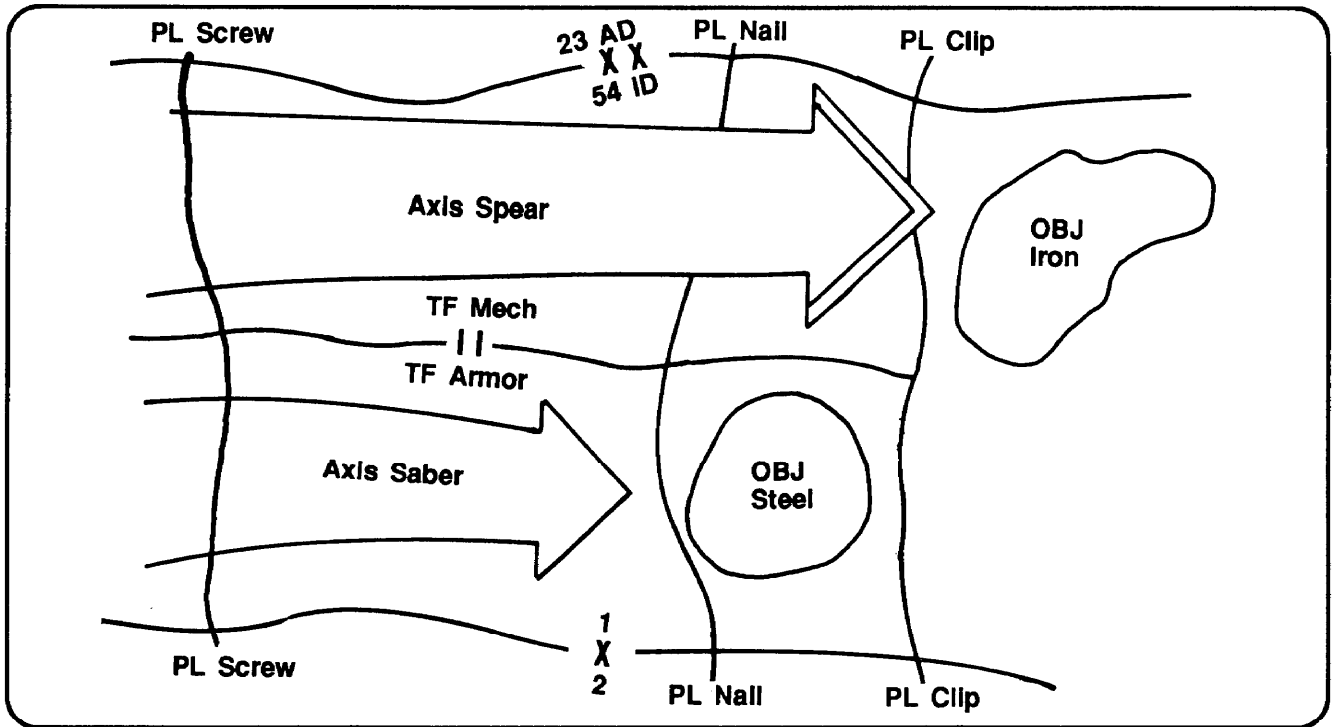 PL Screw
23 AD
X X
54 ID
PL Nail
PL Clip
Axis Spear
OBJ
Iron
TF Mech
TF Armor
Axis Saber
OBJ
Steel
1
X
2
PL Screw
PL Nail
PL Clip